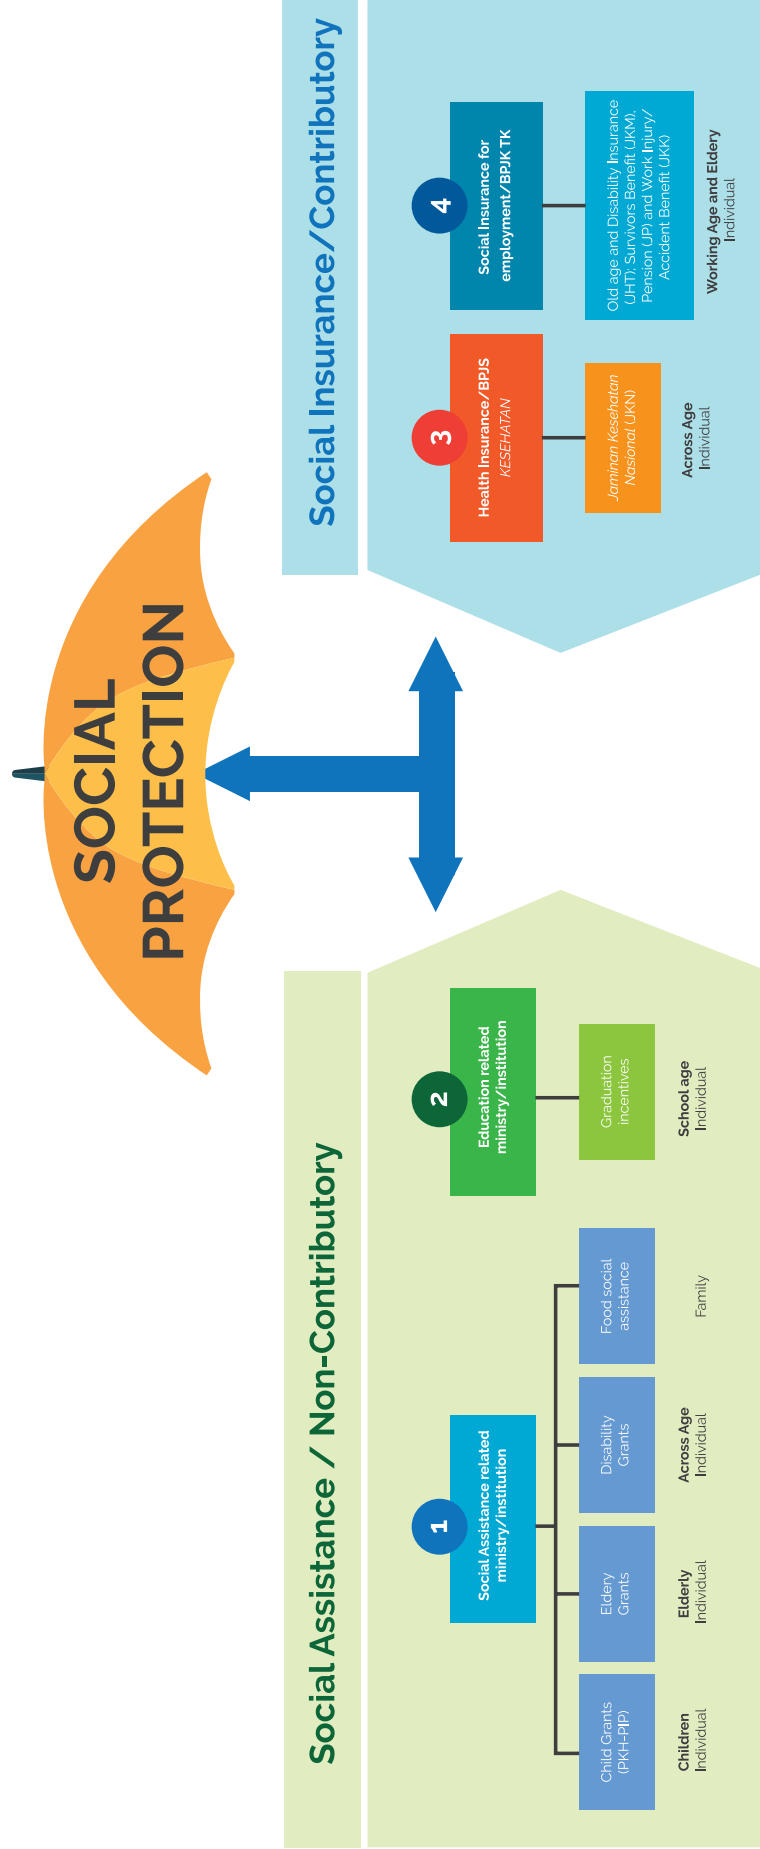 SOCIAL
PROTECTION
Social Assistance / Non-Contributory
1
Social Assistance related
ministry/institution
Child Grants
(PKH-PIP)
Children
Individual
Eldery
Grants
Elderly
Individual
Disability
Grants
Across Age
Individual
Food social
assistance
Family
2
Education related
ministry/institution
Graduation
incentives
School age
Individual
Social Insurance/Contributory
3
Health Insurance/BPJS
KESEHATAN
Jaminan Kesehatan
Nasional (JKN)
Across Age
Individual
4
Social Insurance for
employment/BPJK TK
Old age and Disability Insurance
(JHT); Survivors Benefit (JKM),
Pension (JP) and Work Injury/
Accident Benefit (JKK)
Working Age and Eldery
Individual